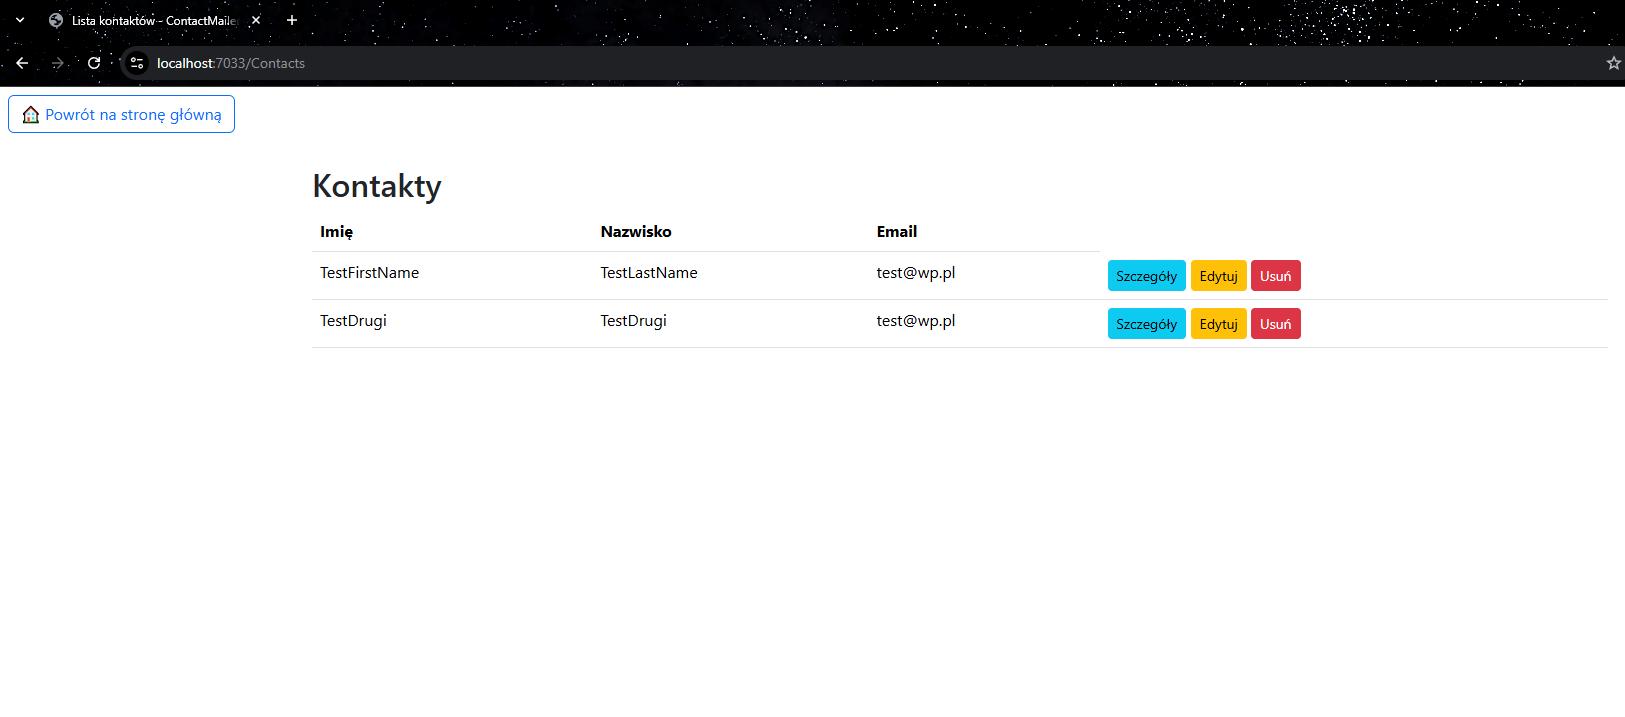 Lista kontaktów - ContactMaile
localhost:7033/Contacts
Powrót na stronę główną
Kontakty
Imię Nazwisko Email
TestFirstName TestLastName test@wp.pl Szczegóły Edytuj Usuń
TestDrugi TestDrugi test@wp.pl Szczegóły Edytuj Usuń